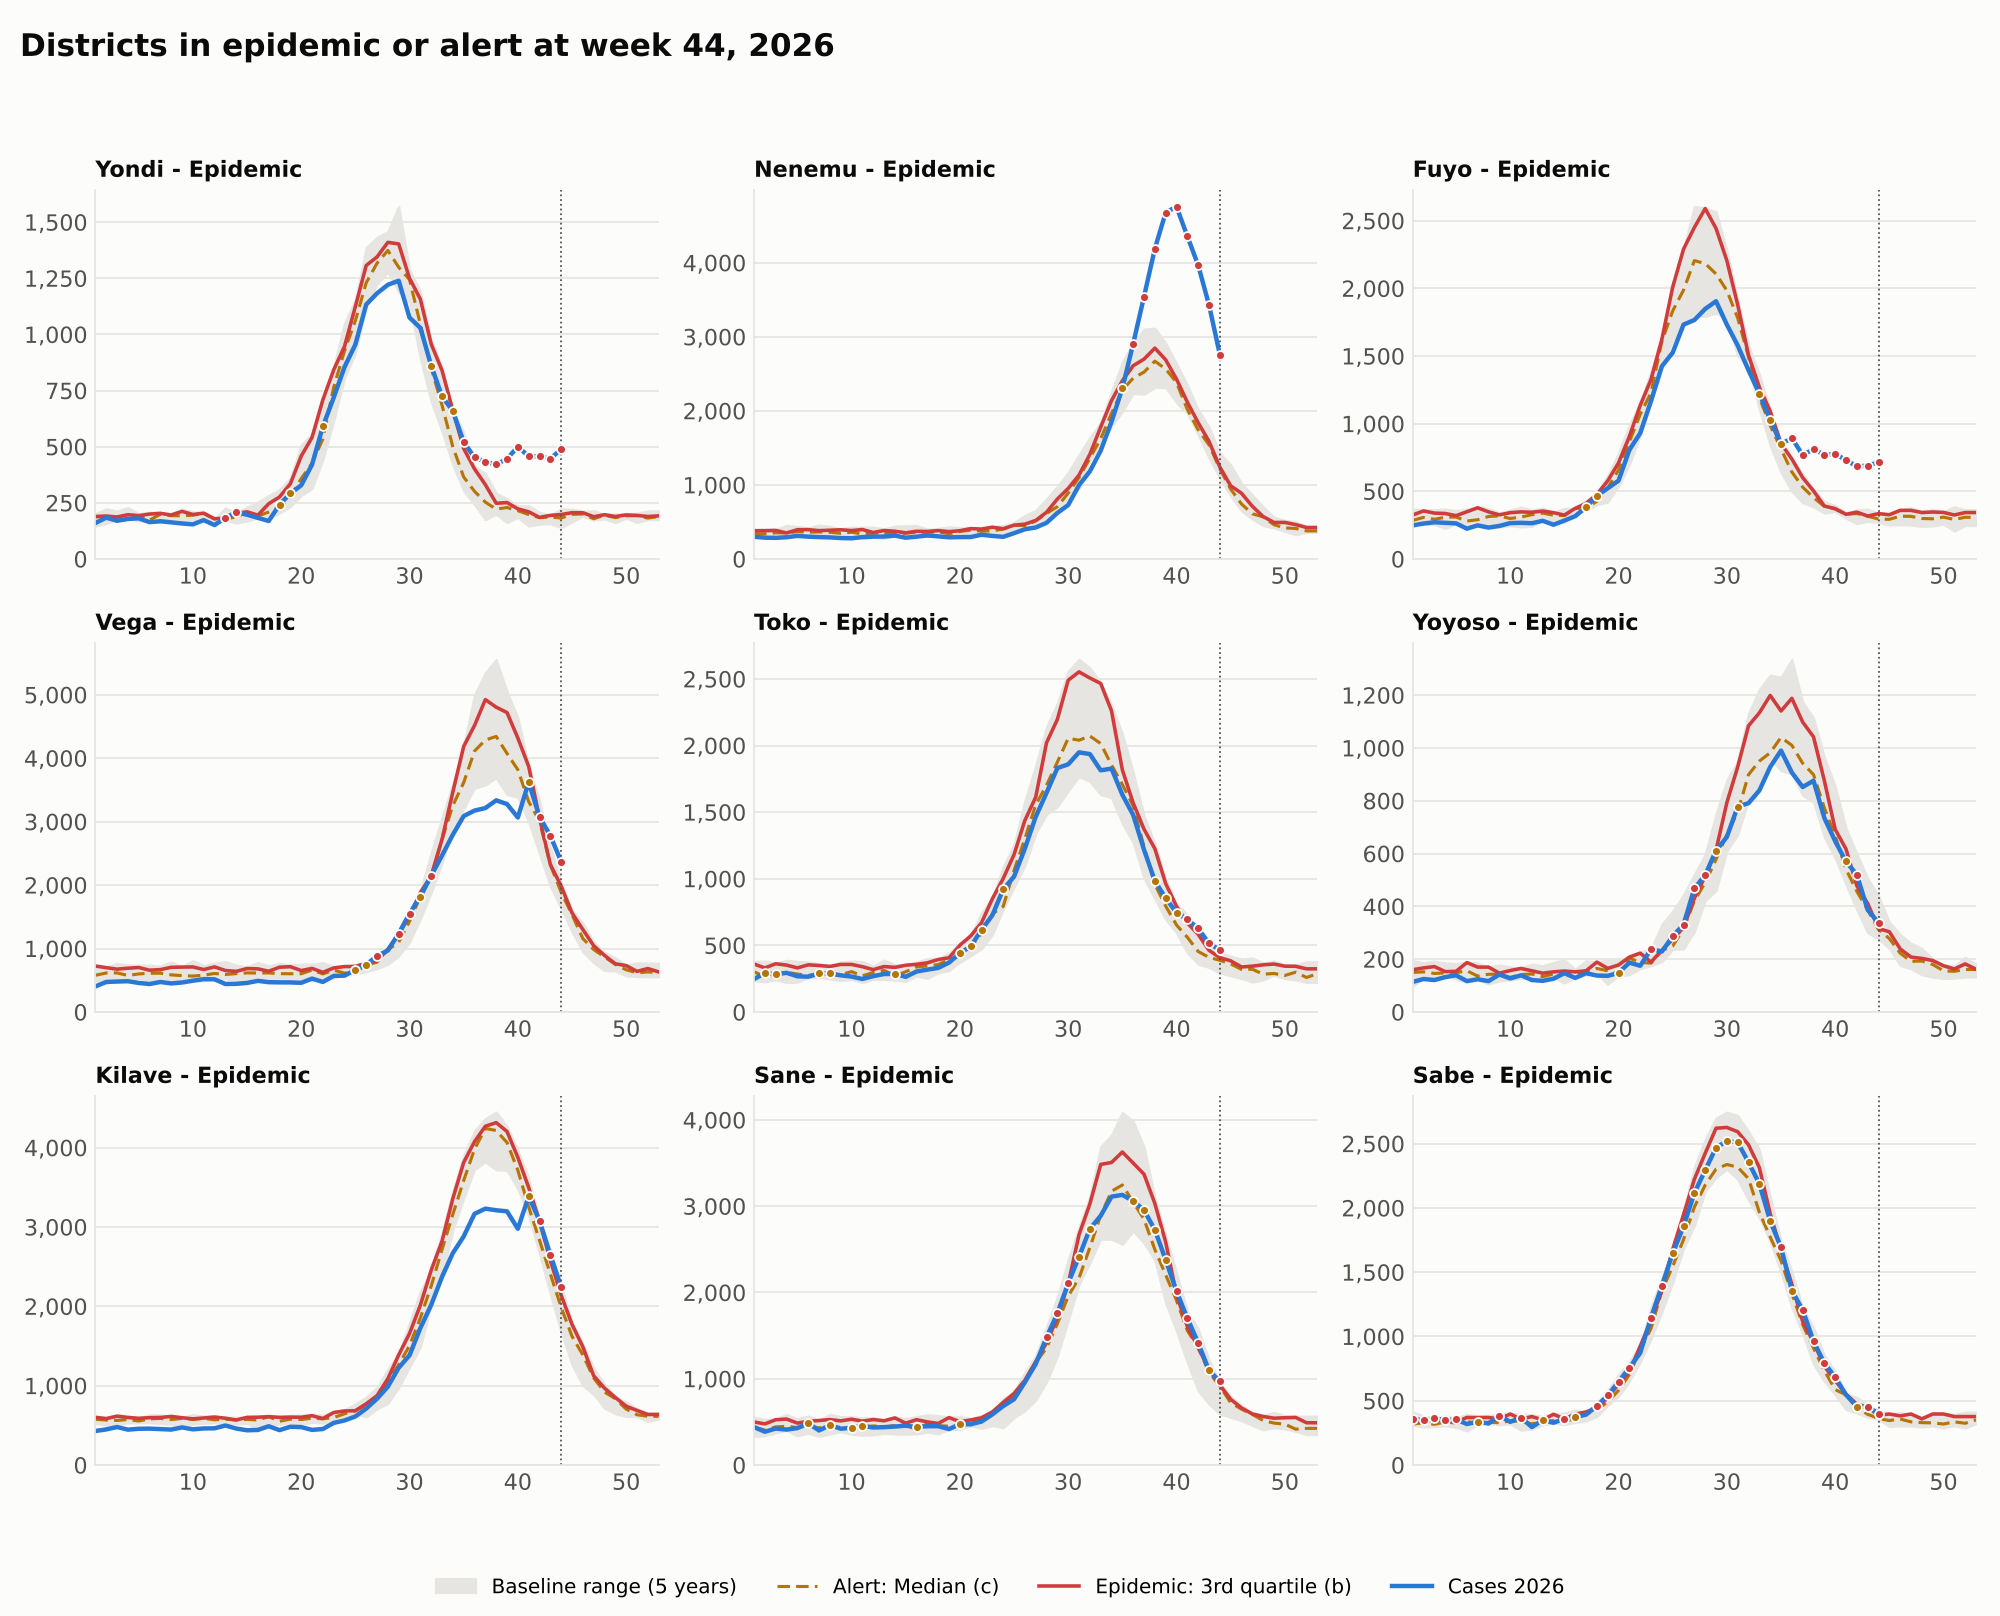 Districts in epidemic or alert at week 44, 2026
Yondi - Epidemic
1,500
1,250
1,000
750
500
250
0
10 20 30 40 50
Nenemu - Epidemic
4,000
3,000
2,000
1,000
0
10 20 30 40 50
Fuyo - Epidemic
2,500
2,000
1,500
1,000
500
0
10 20 30 40 50
Vega - Epidemic
5,000
4,000
3,000
2,000
1,000
0
10 20 30 40 50
Toko - Epidemic
2,500
2,000
1,500
1,000
500
0
10 20 30 40 50
Yoyoso - Epidemic
1,200
1,000
800
600
400
200
0
10 20 30 40 50
Kilave - Epidemic
4,000
3,000
2,000
1,000
0
10 20 30 40 50
Sane - Epidemic
4,000
3,000
2,000
1,000
0
10 20 30 40 50
Sabe - Epidemic
2,500
2,000
1,500
1,000
500
0
10 20 30 40 50
Baseline range (5 years) Alert: Median (c) Epidemic: 3rd quartile (b) Cases 2026